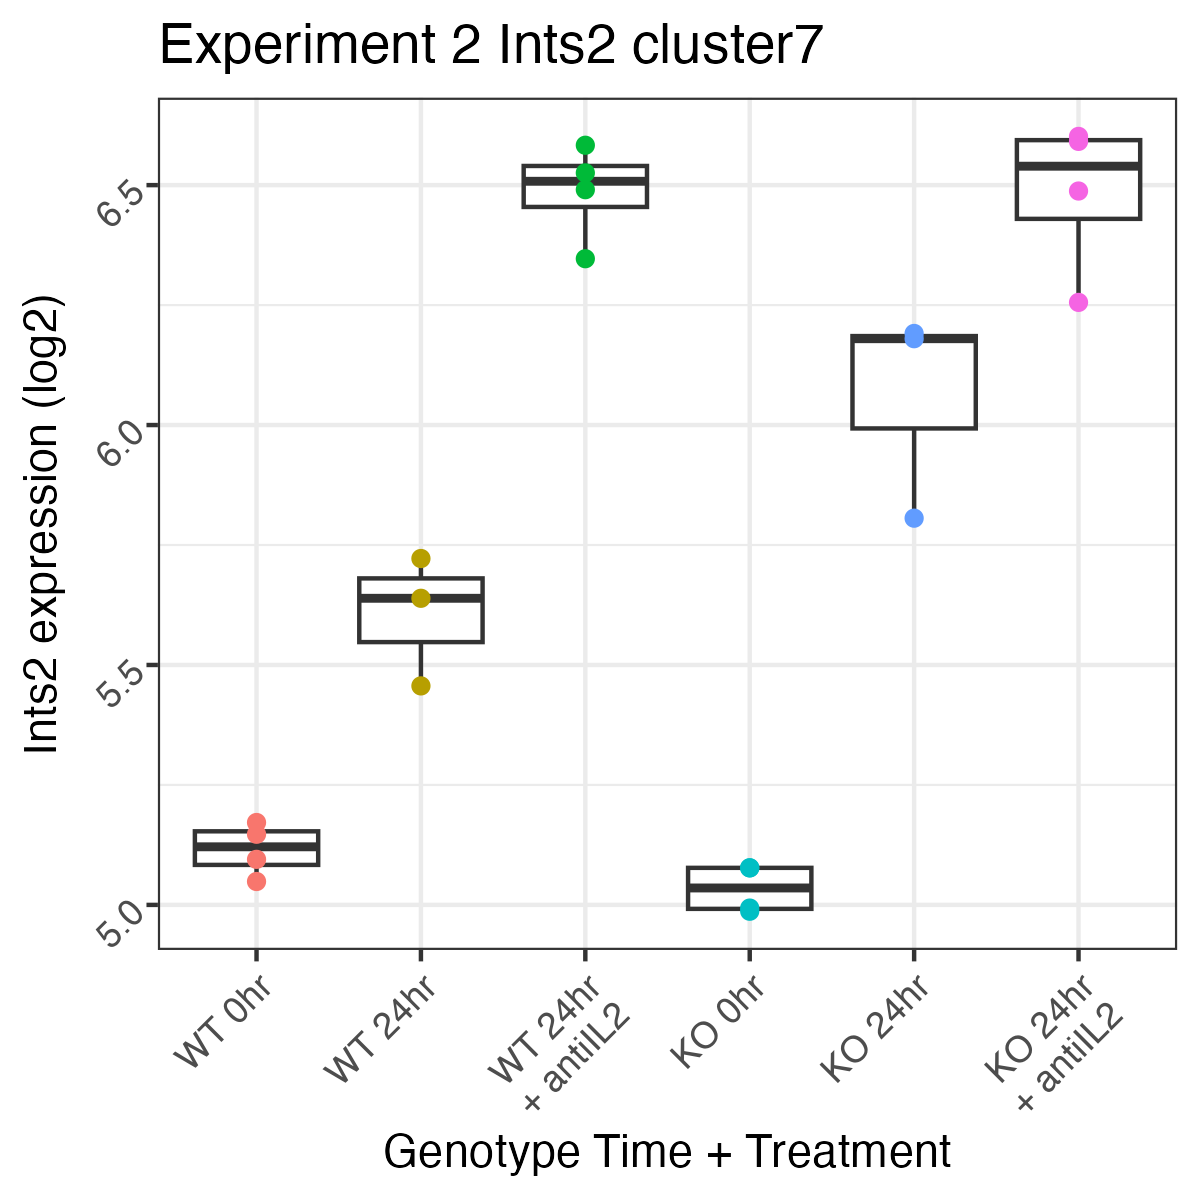 Experiment 2 Ints2 cluster7
Ints2 expression (log2)
6.5
6.0
5.5
5.0
WT 0hr
WT 24hr
WT 24hr
+ antiIL2
KO 0hr
KO 24hr
KO 24hr
+ antiIL2
Genotype Time + Treatment